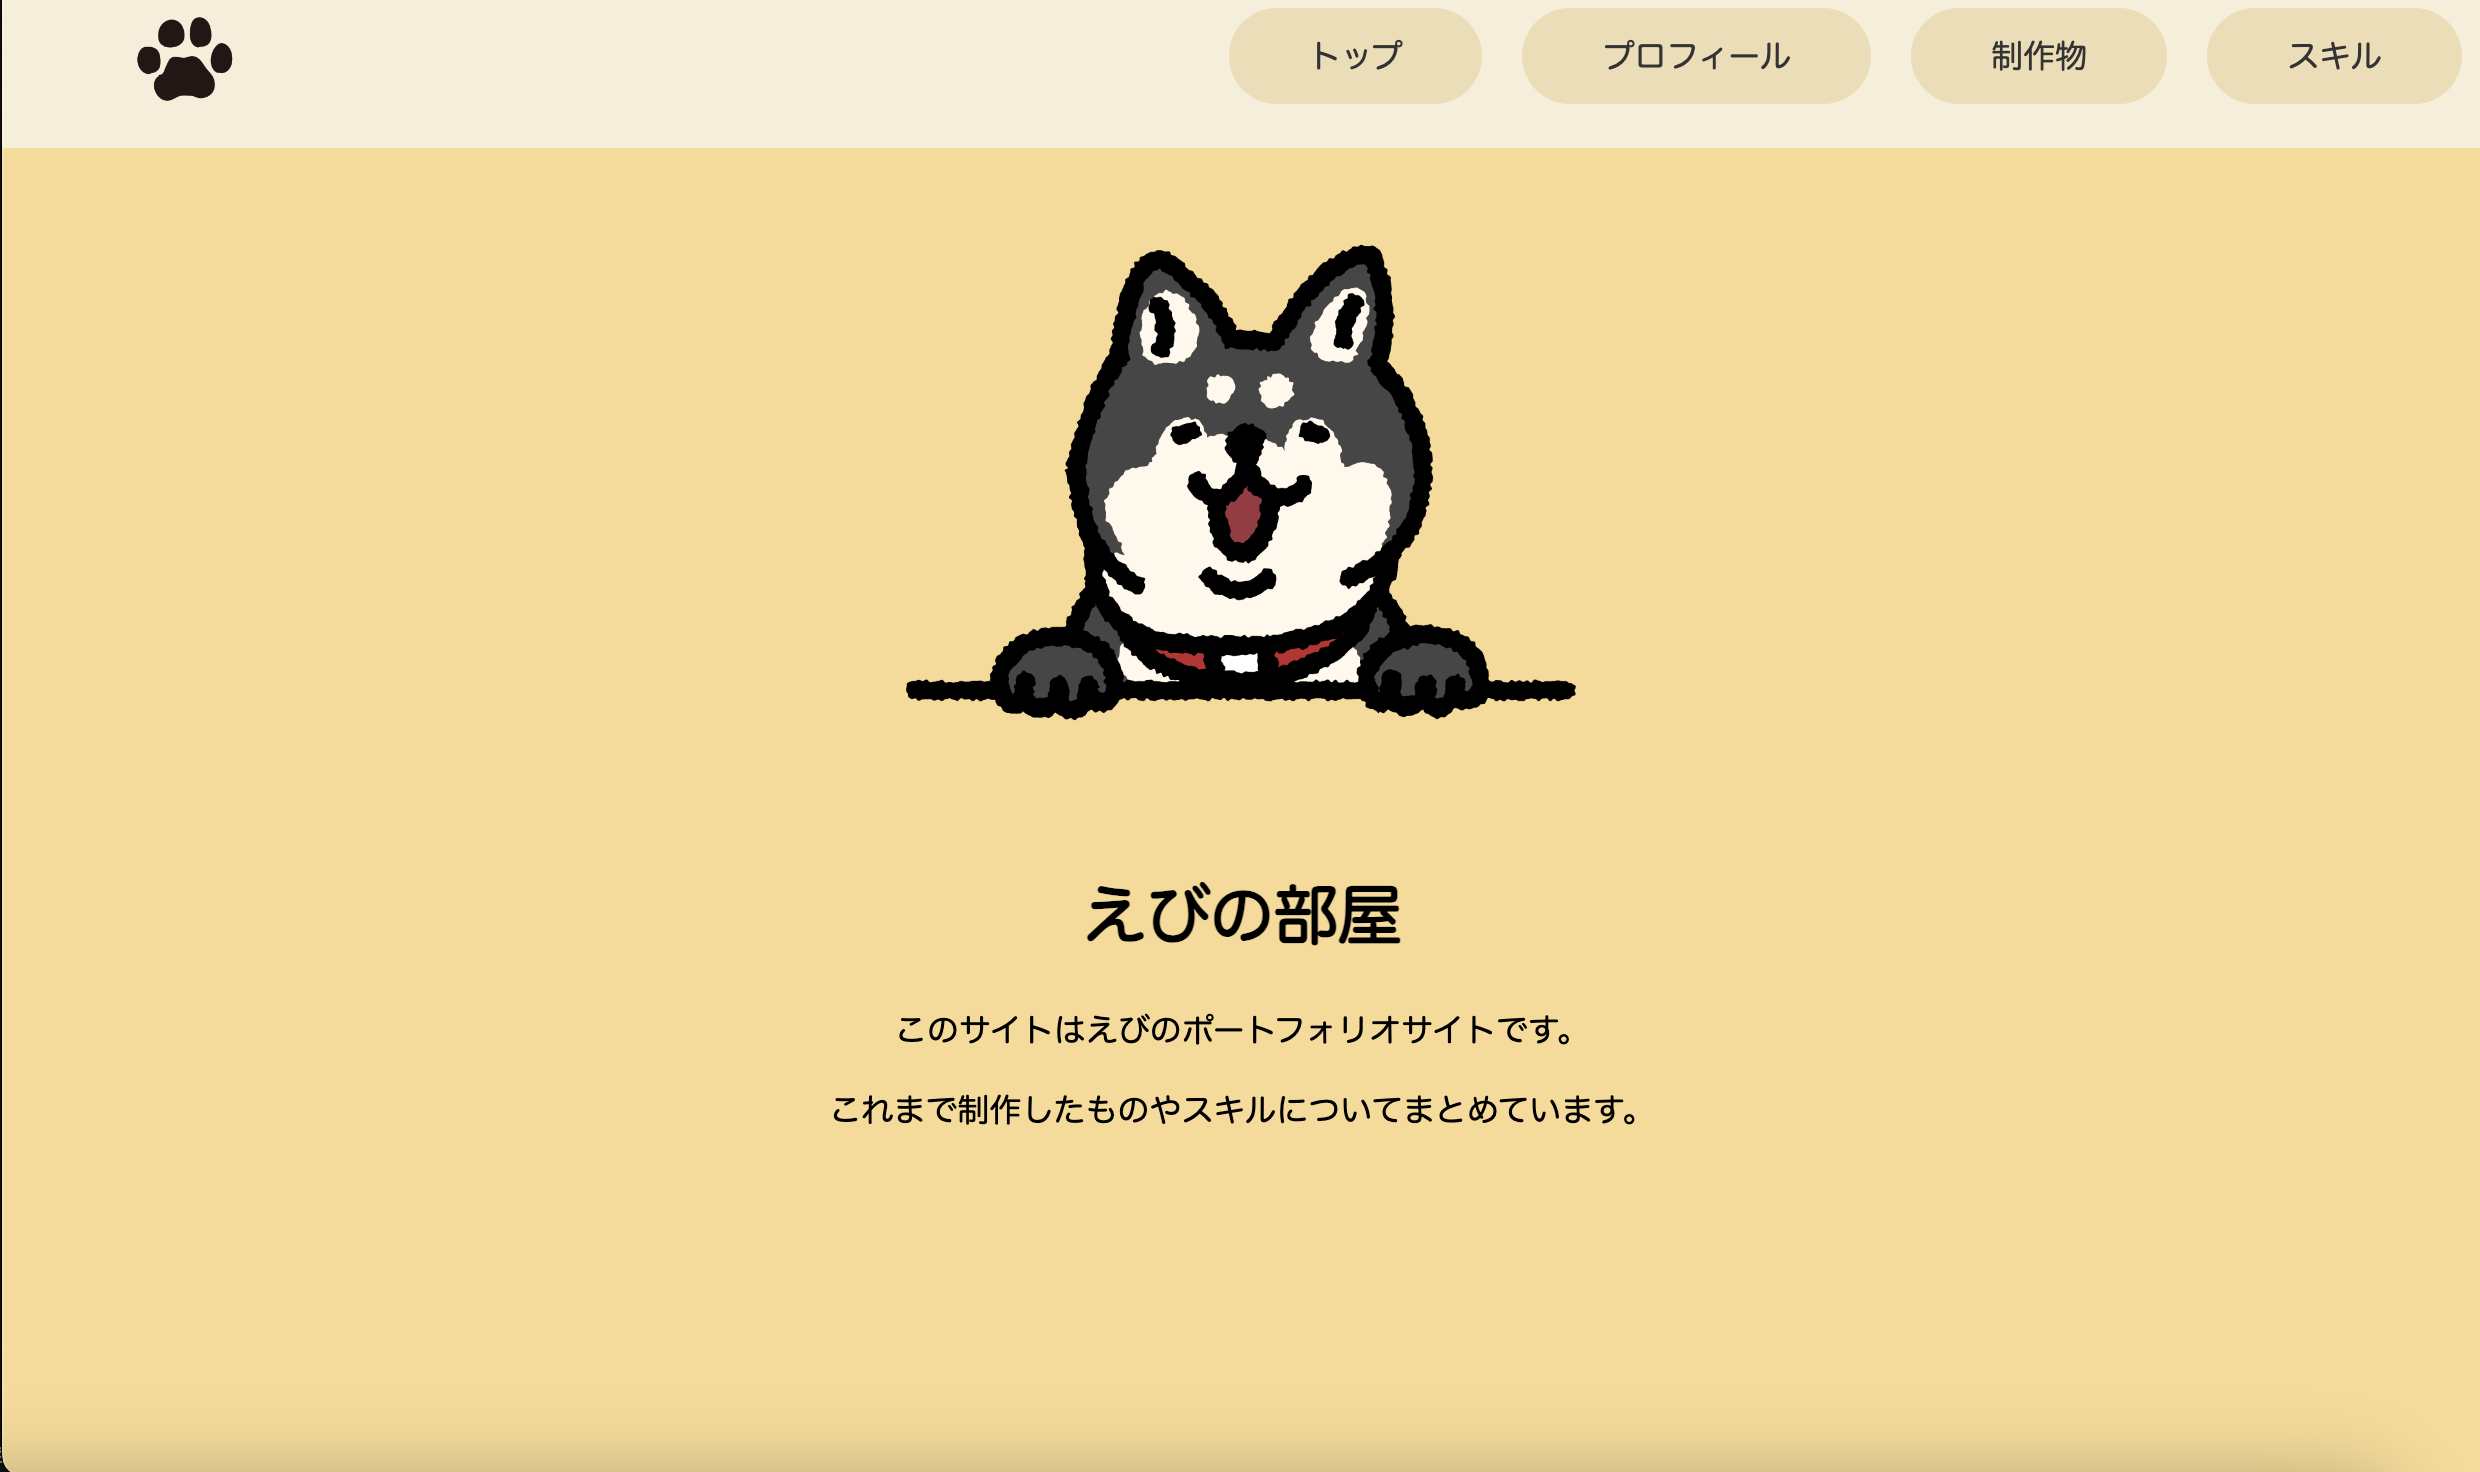 トップ プロフィール 制作物 スキル
えびの部屋
このサイトはえびのポートフォリオサイトです。
これまで制作したものやスキルについてまとめています。